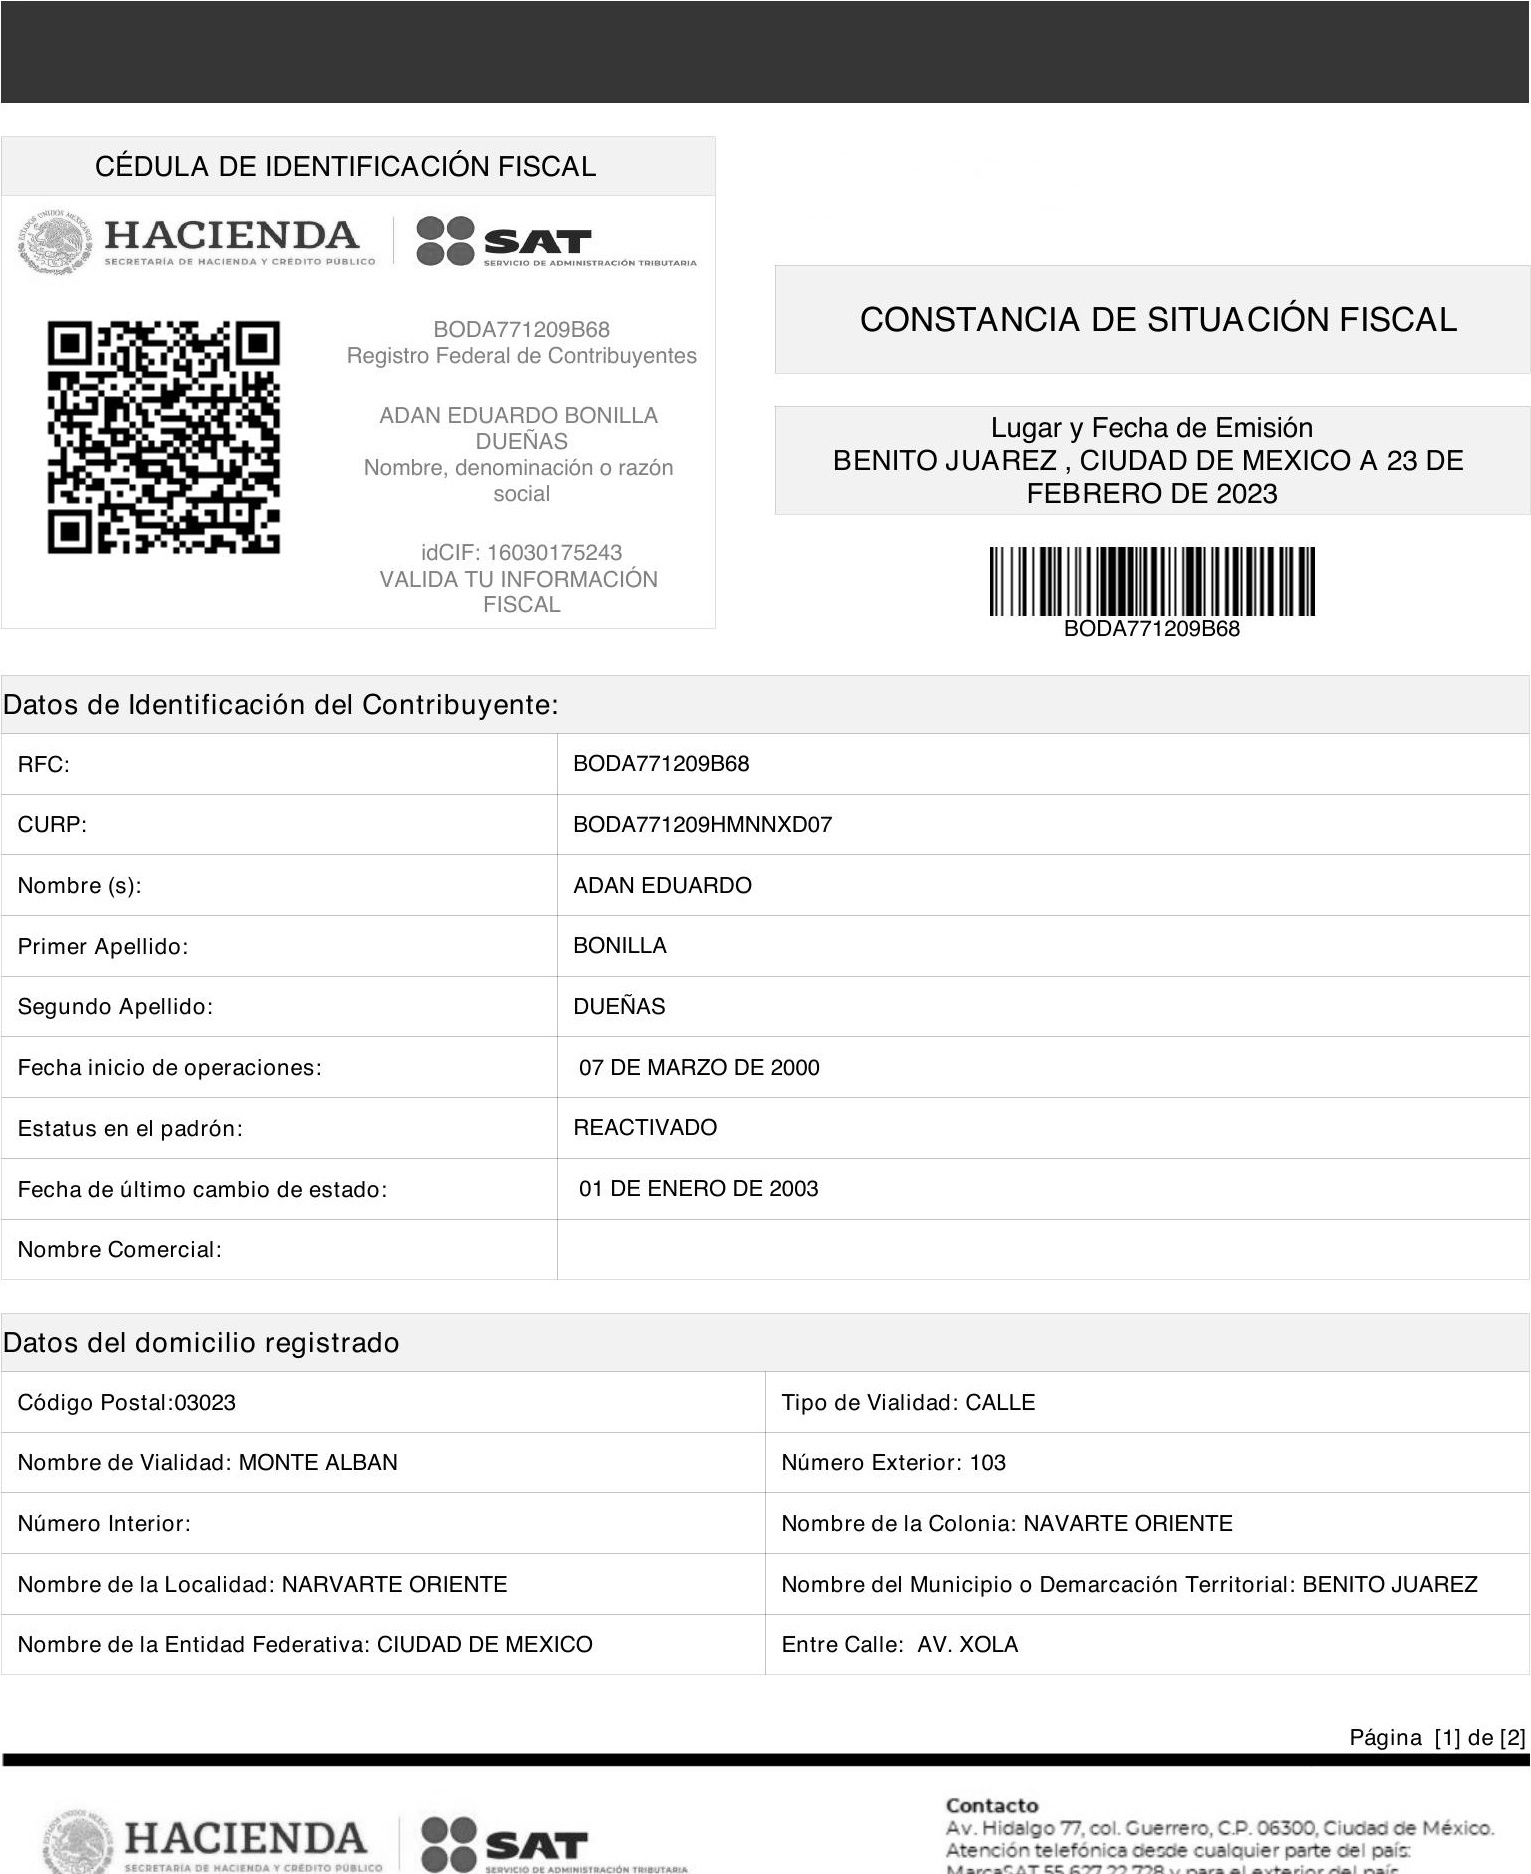 CÉDULA DE IDENTIFICACIÓN FISCAL
ESTADOS UNIDOS MEXICANOS
HACIENDA
SECRETARÍA DE HACIENDA Y CRÉDITO PÚBLICO
SAT
SERVICIO DE ADMINISTRACIÓN TRIBUTARIA
BODA771209B68
Registro Federal de Contribuyentes
ADAN EDUARDO BONILLA
DUEÑAS
Nombre, denominación o razón
social
idCIF: 16030175243
VALIDA TU INFORMACIÓN
FISCAL
CONSTANCIA DE SITUACIÓN FISCAL
Lugar y Fecha de Emisión
BENITO JUAREZ , CIUDAD DE MEXICO A 23 DE
FEBRERO DE 2023
BODA771209B68
Datos de Identificación del Contribuyente:
RFC: BODA771209B68
CURP: BODA771209HMNNXD07
Nombre (s): ADAN EDUARDO
Primer Apellido: BONILLA
Segundo Apellido: DUEÑAS
Fecha inicio de operaciones: 07 DE MARZO DE 2000
Estatus en el padrón: REACTIVADO
Fecha de último cambio de estado: 01 DE ENERO DE 2003
Nombre Comercial:
Datos del domicilio registrado
Código Postal:03023 Tipo de Vialidad: CALLE
Nombre de Vialidad: MONTE ALBAN Número Exterior: 103
Número Interior: Nombre de la Colonia: NAVARTE ORIENTE
Nombre de la Localidad: NARVARTE ORIENTE Nombre del Municipio o Demarcación Territorial: BENITO JUAREZ
Nombre de la Entidad Federativa: CIUDAD DE MEXICO Entre Calle: AV. XOLA
Página [1] de [2]
HACIENDA
SECRETARÍA DE HACIENDA Y CRÉDITO PÚBLICO
SAT
SERVICIO DE ADMINISTRACIÓN TRIBUTARIA
Contacto
Av. Hidalgo 77, col. Guerrero, C.P. 06300, Ciudad de México.
Atención telefónica desde cualquier parte del país:
MarcaSAT 55 627 22 728 y para el exterior del país